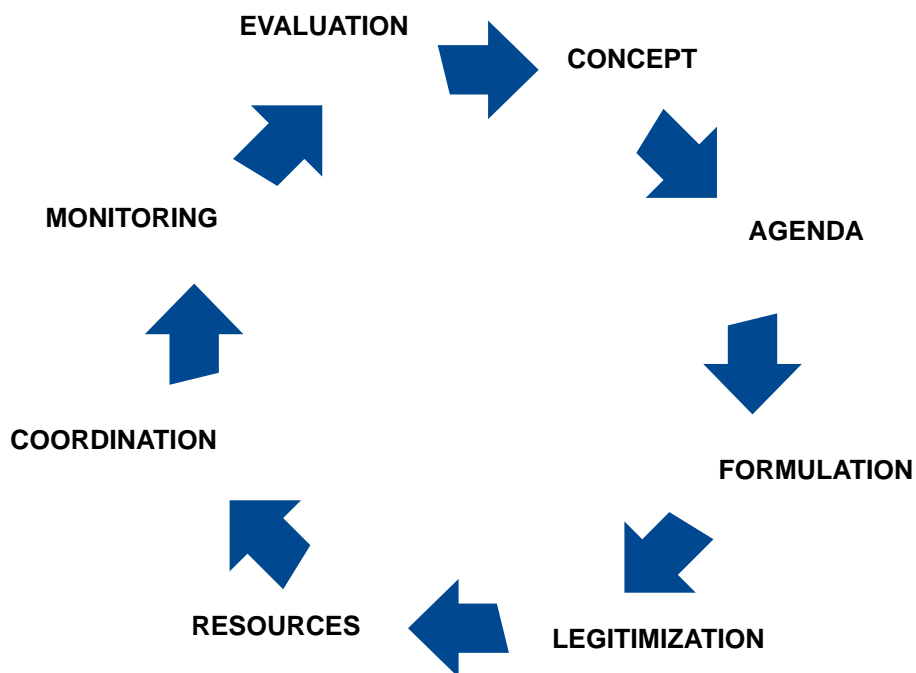 EVALUATION
CONCEPT
MONITORING
AGENDA
COORDINATION
FORMULATION
RESOURCES
LEGITIMIZATION